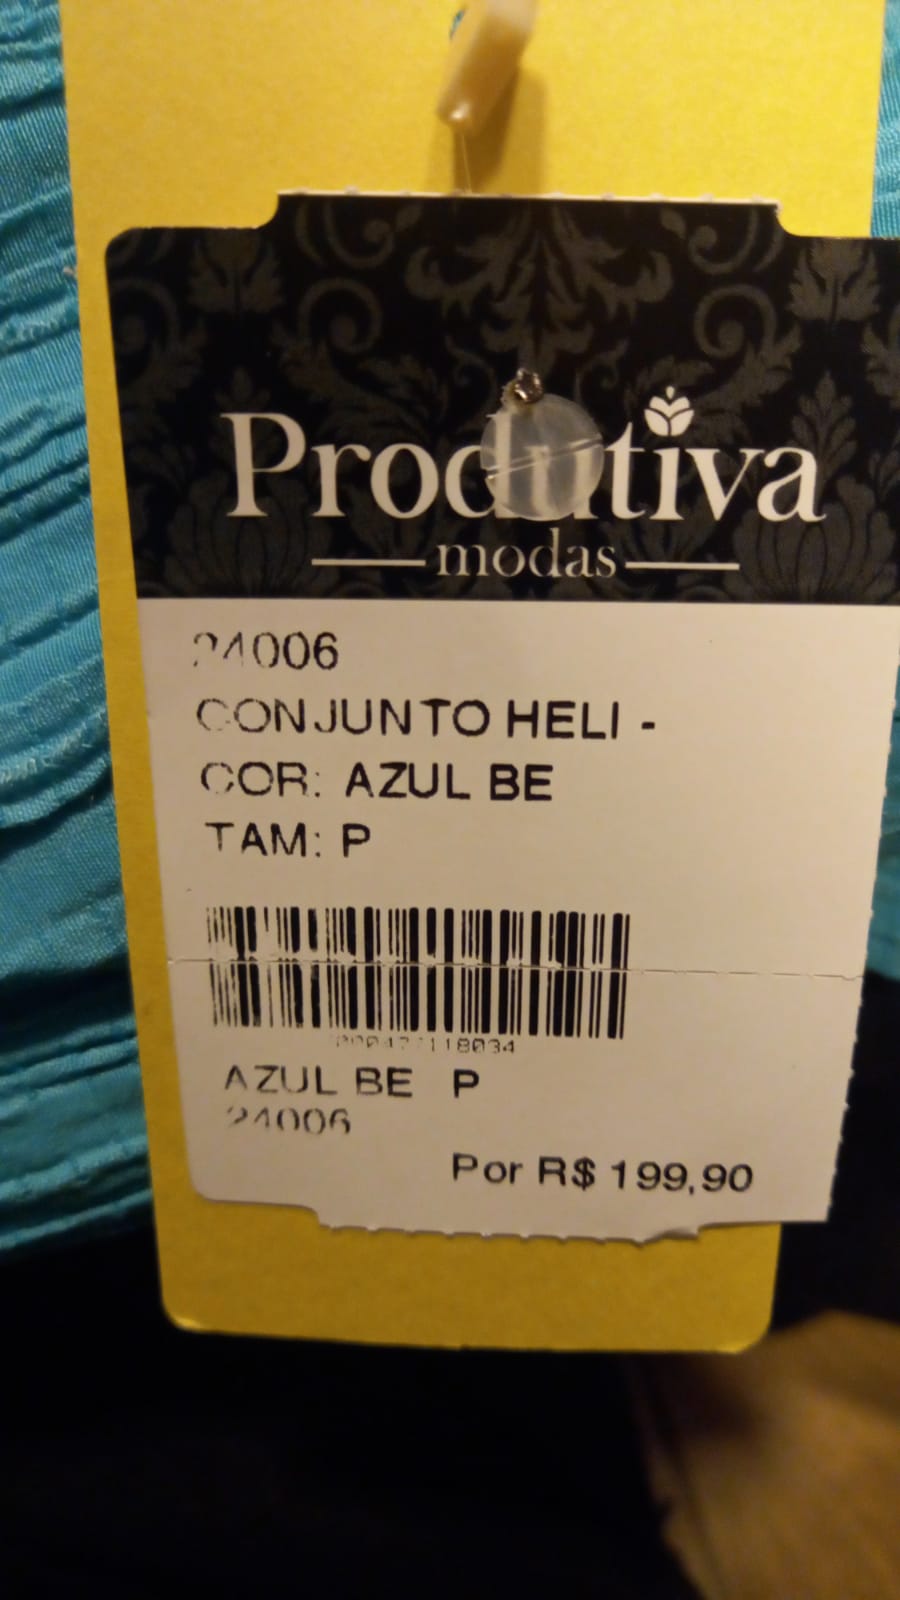 Produtiva
modas
24006
CONJUNTO HELI -
COR: AZUL BE
TAM: P
AZUL BE P
24006
Por R$ 199,90